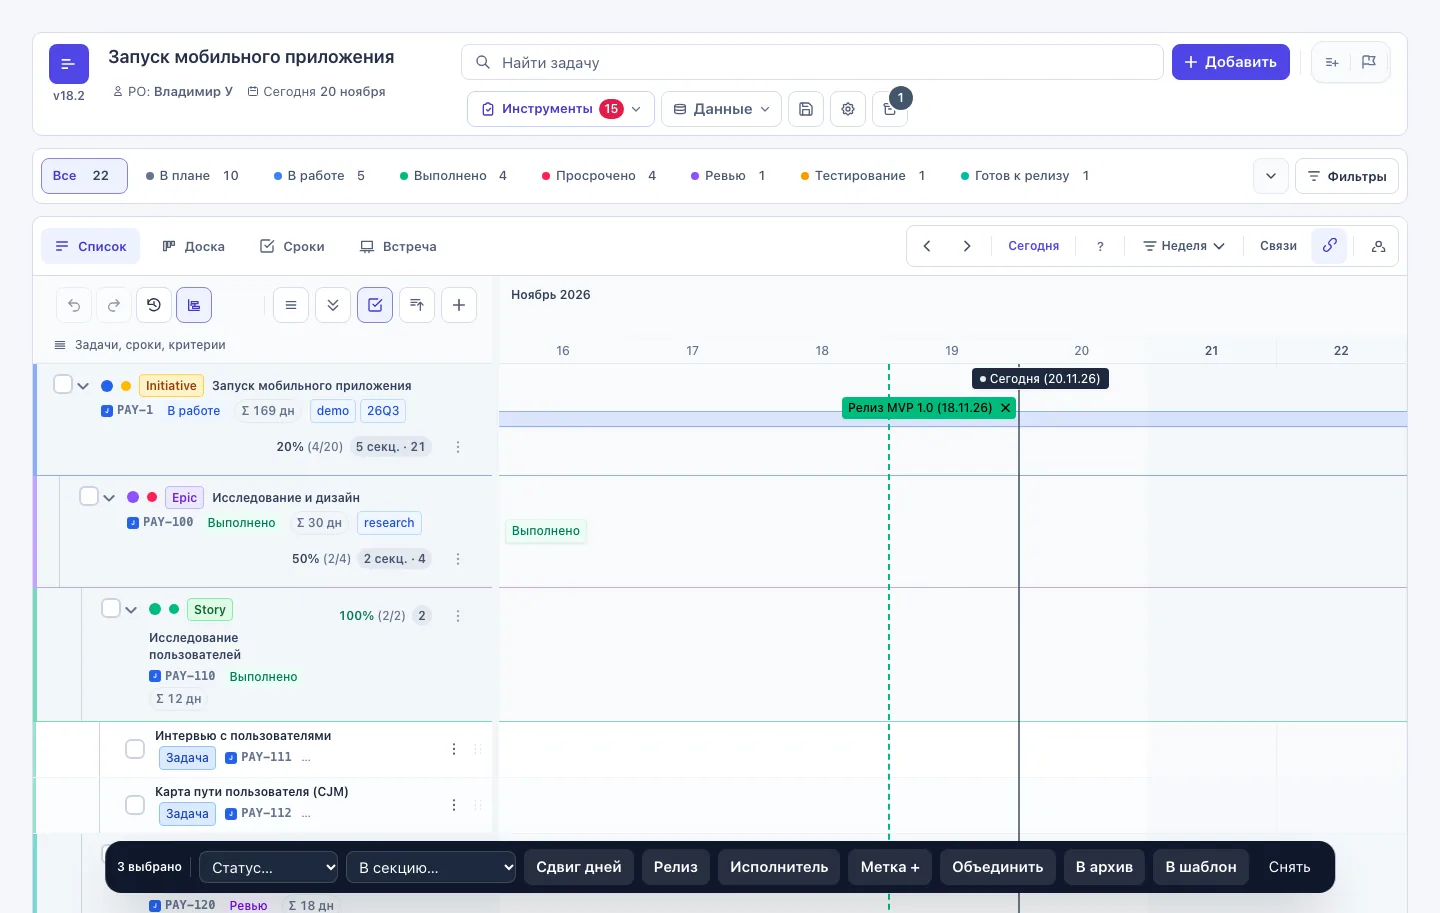 Запуск мобильного приложения
v18.2
PO: Владимир У
Сегодня 20 ноября
Найти задачу
Добавить
Инструменты 15
Данные
1
Все 22
В плане 10
В работе 5
Выполнено 4
Просрочено 4
Ревью 1
Тестирование 1
Готов к релизу 1
Фильтры
Список
Доска
Сроки
Встреча
Сегодня
?
Неделя
Связи
Задачи, сроки, критерии
Ноябрь 2026
16 17 18 19 20 21 22
Сегодня (20.11.26)
Релиз MVP 1.0 (18.11.26) ✕
Initiative Запуск мобильного приложения
PAY-1 В работе Σ 169 дн demo 26Q3
20% (4/20) 5 секц. · 21
Epic Исследование и дизайн
PAY-100 Выполнено Σ 30 дн research
50% (2/4) 2 секц. · 4
Выполнено
Story 100% (2/2) 2
Исследование
пользователей
PAY-110 Выполнено
Σ 12 дн
Интервью с пользователями
Задача PAY-111 ...
Карта пути пользователя (CJM)
Задача PAY-112 ...
3 выбрано
Статус...
В секцию...
Сдвиг дней
Релиз
Исполнитель
Метка +
Объединить
В архив
В шаблон
Снять
PAY-120 Ревью Σ 18 дн